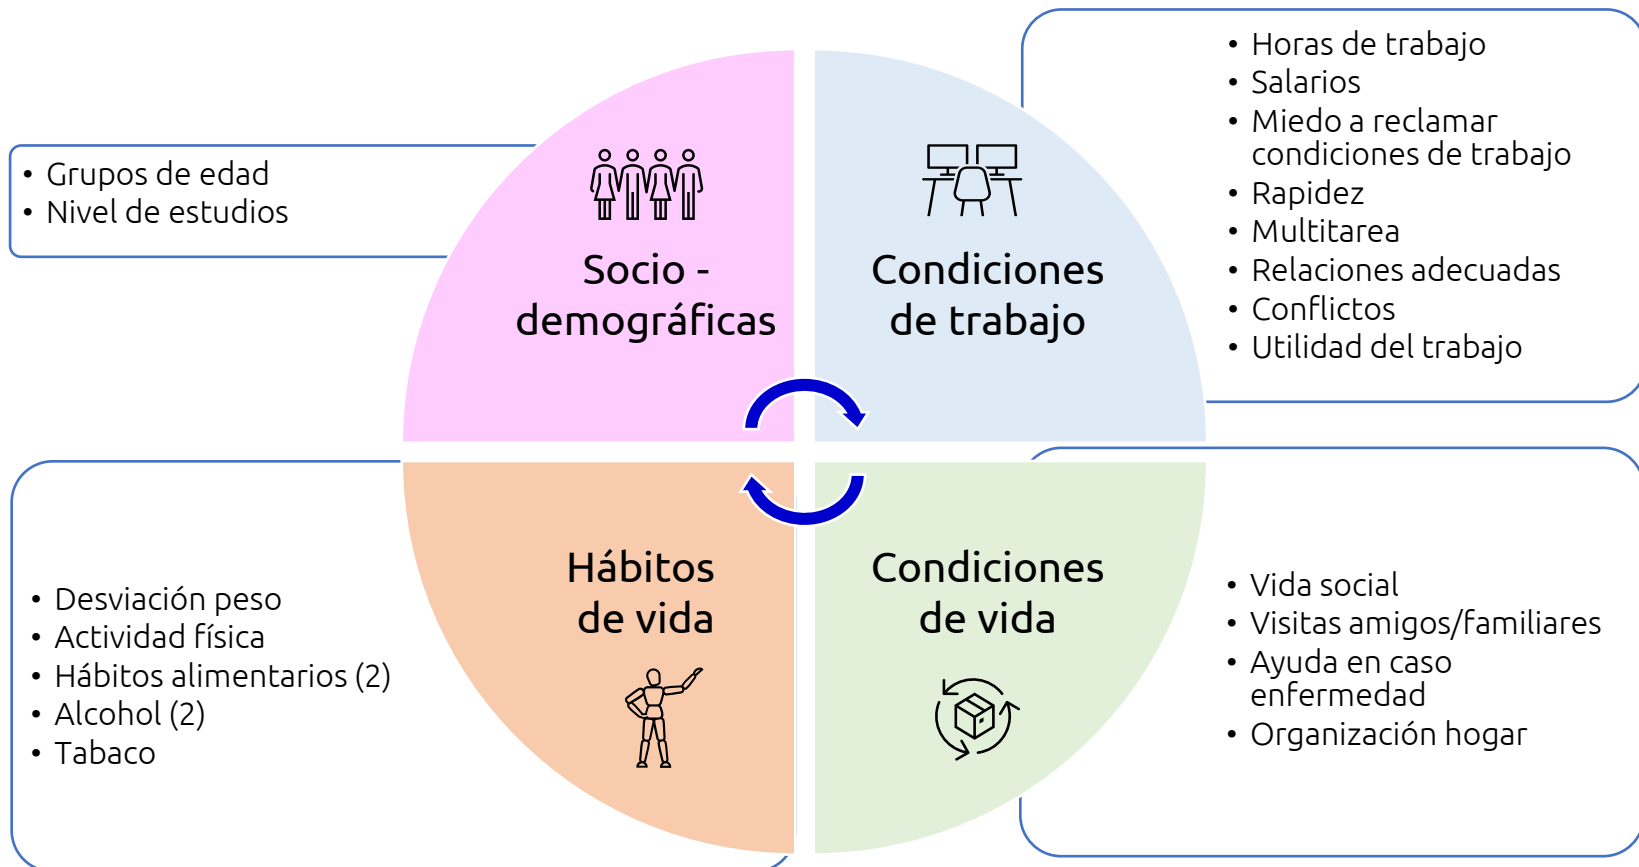 • Grupos de edad
• Nivel de estudios
Socio -
demográficas
Condiciones
de trabajo
• Horas de trabajo
• Salarios
• Miedo a reclamar
condiciones de trabajo
• Rapidez
• Multitarea
• Relaciones adecuadas
• Conflictos
• Utilidad del trabajo
• Desviación peso
• Actividad física
• Hábitos alimentarios (2)
• Alcohol (2)
• Tabaco
Hábitos
de vida
Condiciones
de vida
• Vida social
• Visitas amigos/familiares
• Ayuda en caso
enfermedad
• Organización hogar